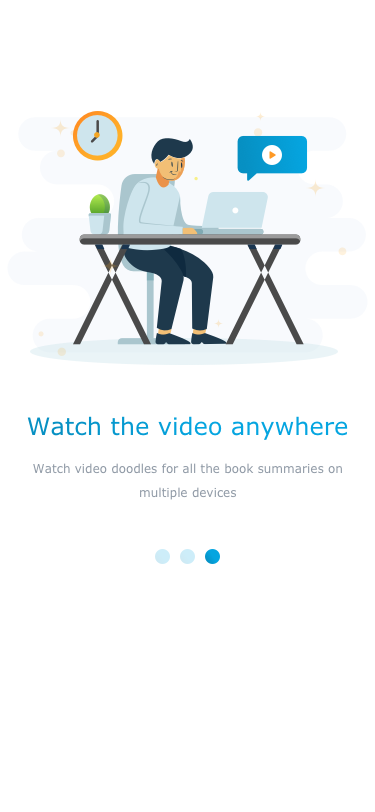 Watch the video anywhere
Watch video doodles for all the book summaries on
multiple devices